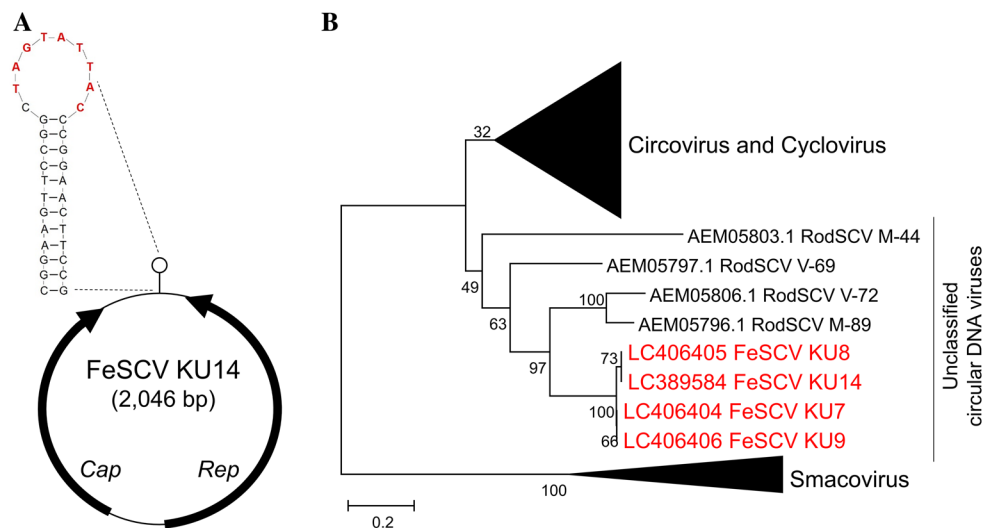 A
TAGTATTAC
C
G C
G C
C G
C G
T A
T A
G C
A T
A T
G C
G C
C G
FeSCV KU14
(2,046 bp)
Cap
Rep
B
32
Circovirus and Cyclovirus
AEM05803.1 RodSCV M-44
49
AEM05797.1 RodSCV V-69
63
100
AEM05806.1 RodSCV V-72
AEM05796.1 RodSCV M-89
97
73
LC406405 FeSCV KU8
LC389584 FeSCV KU14
100
LC406404 FeSCV KU7
66
LC406406 FeSCV KU9
Unclassified
circular DNA viruses
100
Smacovirus
0.2